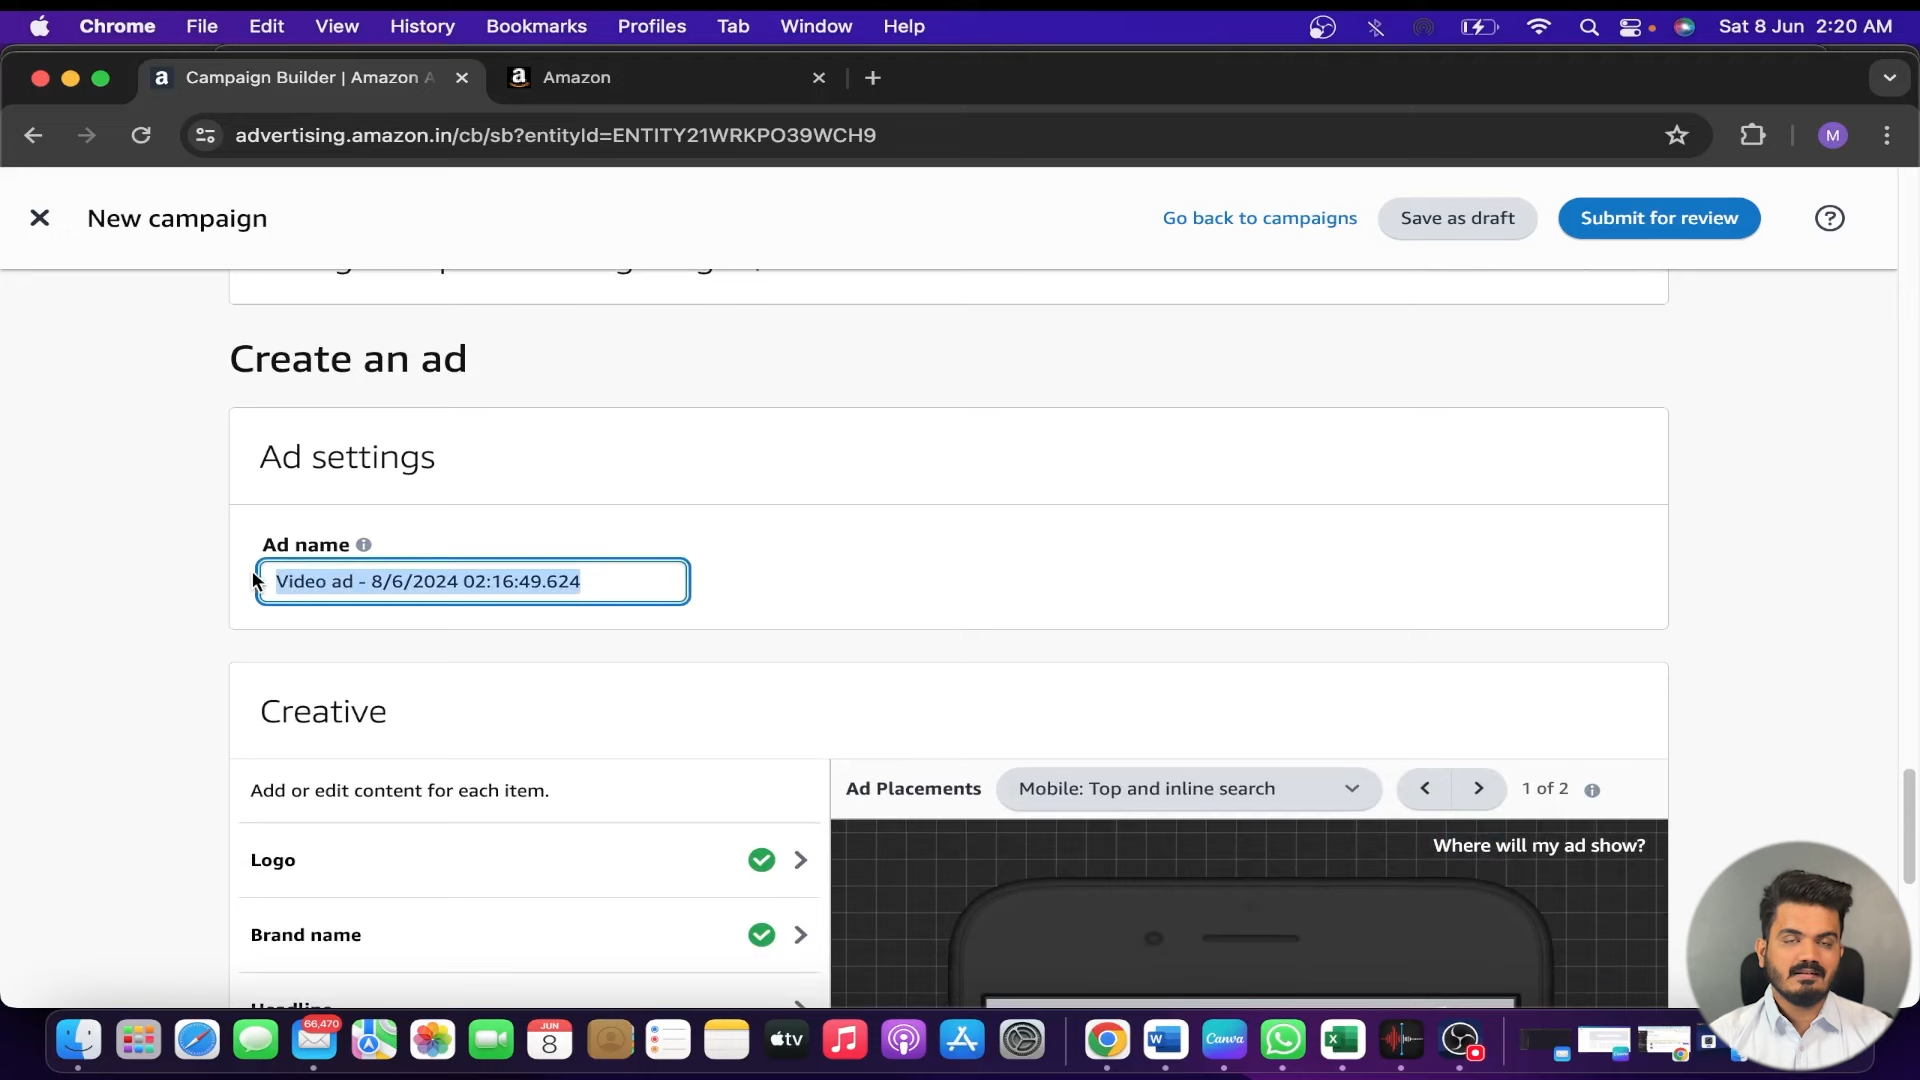 Chrome File Edit View History Bookmarks Profiles Tab Window Help Sat 8 Jun 2:20 AM
a Campaign Builder | Amazon A a Amazon
advertising.amazon.in/cb/sb?entityId=ENTITY21WRKPO39WCH9 M
New campaign Go back to campaigns Save as draft Submit for review
Create an ad
Ad settings
Ad name
Video ad - 8/6/2024 02:16:49.624
Creative
Add or edit content for each item. Ad Placements Mobile: Top and inline search 1 of 2
Where will my ad show?
Logo
Brand name
Headline
66,470 JUN 8 tv W Canva X